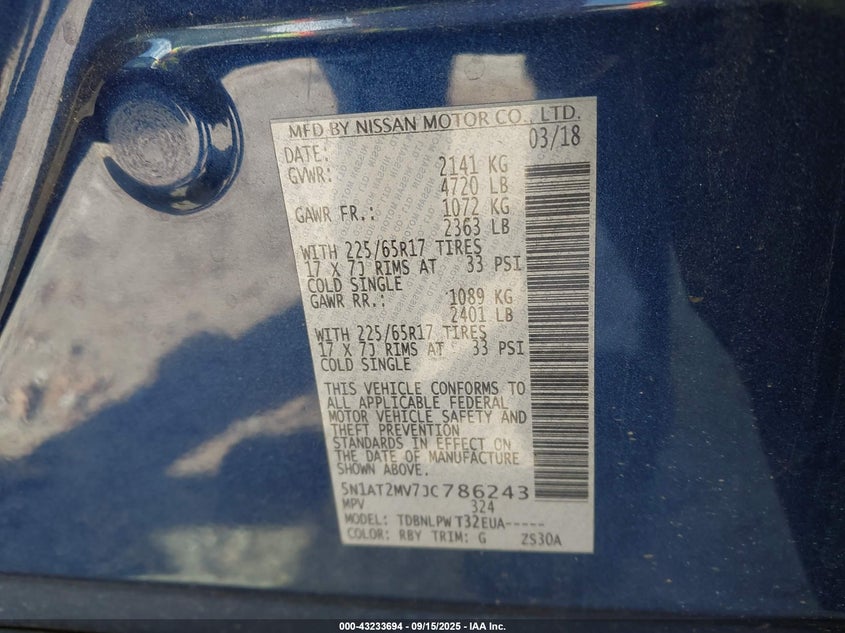 MFD BY NISSAN MOTOR CO., LTD.
DATE: 03/18
GVWR: 2141 KG
4720 LB
GAWR FR.: 1072 KG
2363 LB
WITH 225/65R17 TIRES
17 X 7J RIMS AT 33 PSI
COLD SINGLE
GAWR RR.: 1089 KG
2401 LB
WITH 225/65R17 TIRES
17 X 7J RIMS AT 33 PSI
COLD SINGLE
THIS VEHICLE CONFORMS TO
ALL APPLICABLE FEDERAL
MOTOR VEHICLE SAFETY AND
THEFT PREVENTION
STANDARDS IN EFFECT ON
THE DATE OF MANUFACTURE
SHOWN ABOVE.
5N1AT2MV7JC786243
MPV 324
MODEL: TDBNLPW T32EUA-----
COLOR: RBY TRIM: G ZS30A
000-43233694 - 09/15/2025 - IAA Inc.